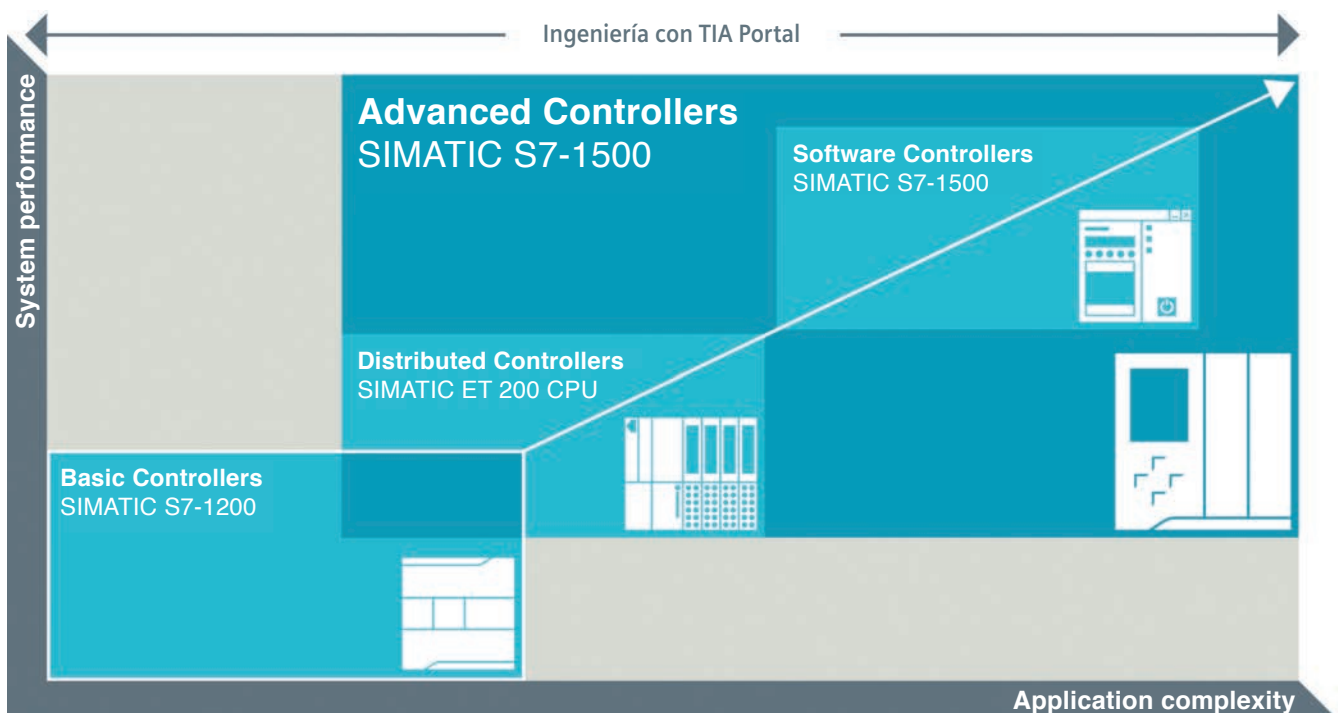 Ingeniería con TIA Portal
System performance
Advanced Controllers
SIMATIC S7-1500
Software Controllers
SIMATIC S7-1500
Distributed Controllers
SIMATIC ET 200 CPU
Basic Controllers
SIMATIC S7-1200
Application complexity